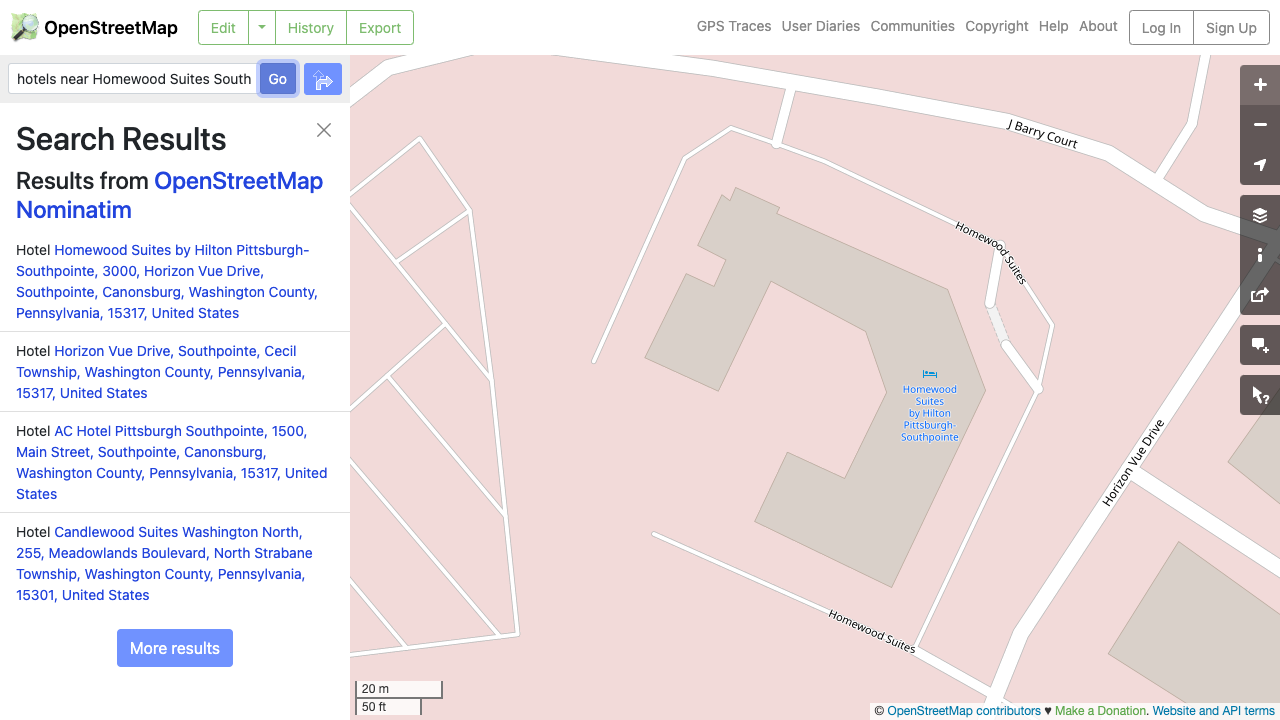 OpenStreetMap
Edit
History
Export
GPS Traces
User Diaries
Communities
Copyright
Help
About
Log In
Sign Up
hotels near Homewood Suites South
Go
Search Results
Results from OpenStreetMap
Nominatim
Hotel Homewood Suites by Hilton Pittsburgh-
Southpointe, 3000, Horizon Vue Drive,
Southpointe, Canonsburg, Washington County,
Pennsylvania, 15317, United States
Hotel Horizon Vue Drive, Southpointe, Cecil
Township, Washington County, Pennsylvania,
15317, United States
Hotel AC Hotel Pittsburgh Southpointe, 1500,
Main Street, Southpointe, Canonsburg,
Washington County, Pennsylvania, 15317, United
States
Hotel Candlewood Suites Washington North,
255, Meadowlands Boulevard, North Strabane
Township, Washington County, Pennsylvania,
15301, United States
More results
J Barry Court
Homewood Suites
Homewood
Suites
by Hilton
Pittsburgh-
Southpointe
Horizon Vue Drive
Homewood Suites
20 m
50 ft
© OpenStreetMap contributors ♥ Make a Donation. Website and API terms